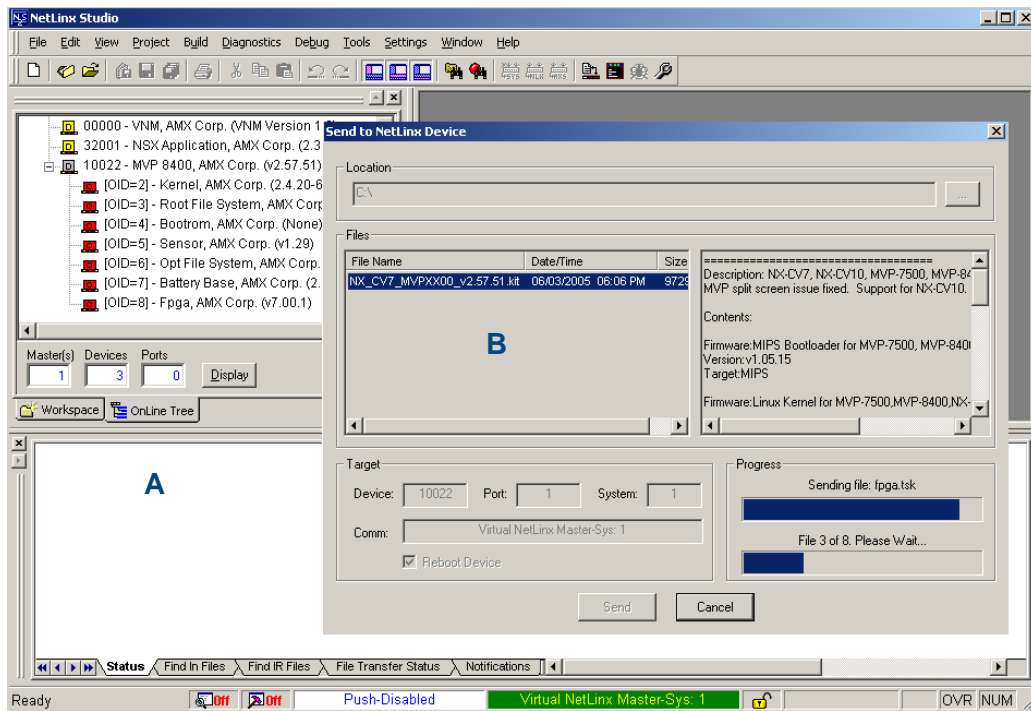 NetLinx Studio
File Edit View Project Build Diagnostics Debug Tools Settings Window Help
00000 - VNM, AMX Corp. (VNM Version 1
32001 - NSX Application, AMX Corp. (2.3
10022 - MVP 8400, AMX Corp. (v2.57.51)
[OID=2] - Kernel, AMX Corp. (2.4.20-6
[OID=3] - Root File System, AMX Corp
[OID=4] - Bootrom, AMX Corp. (None)
[OID=5] - Sensor, AMX Corp. (v1.29)
[OID=6] - Opt File System, AMX Corp.
[OID=7] - Battery Base, AMX Corp. (2.
[OID=8] - Fpga, AMX Corp. (v7.00.1)
Master(s) Devices Ports
1 3 0 Display
Workspace OnLine Tree
A
Send to NetLinx Device
Location
C:\
...
Files
File Name Date/Time Size
NX_CV7_MVPXX00_v2.57.51.kit 06/03/2005 06:06 PM 9729
B
===================================
Description: NX-CV7, NX-CV10, MVP-7500, MVP-84
MVP split screen issue fixed. Support for NX-CV10.
Contents:
Firmware:MIPS Bootloader for MVP-7500, MVP-840
Version:v1.05.15
Target:MIPS
Firmware:Linux Kernel for MVP-7500,MVP-8400,NX-
Target
Device: 10022 Port: 1 System: 1
Comm: Virtual NetLinx Master-Sys: 1
Reboot Device
Progress
Sending file: fpga.tsk
File 3 of 8. Please Wait...
Send Cancel
Status Find In Files Find IR Files File Transfer Status Notifications
Ready Off Off Push-Disabled Virtual NetLinx Master-Sys: 1 OVR NUM